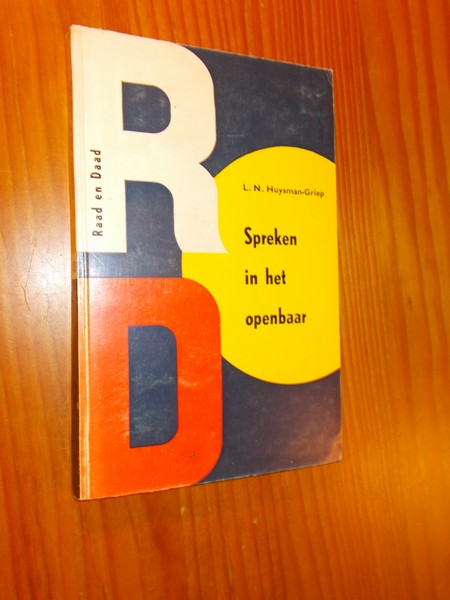 R
D
Raad en Daad
L. N. Huysman-Griep
Spreken
in het
openbaar